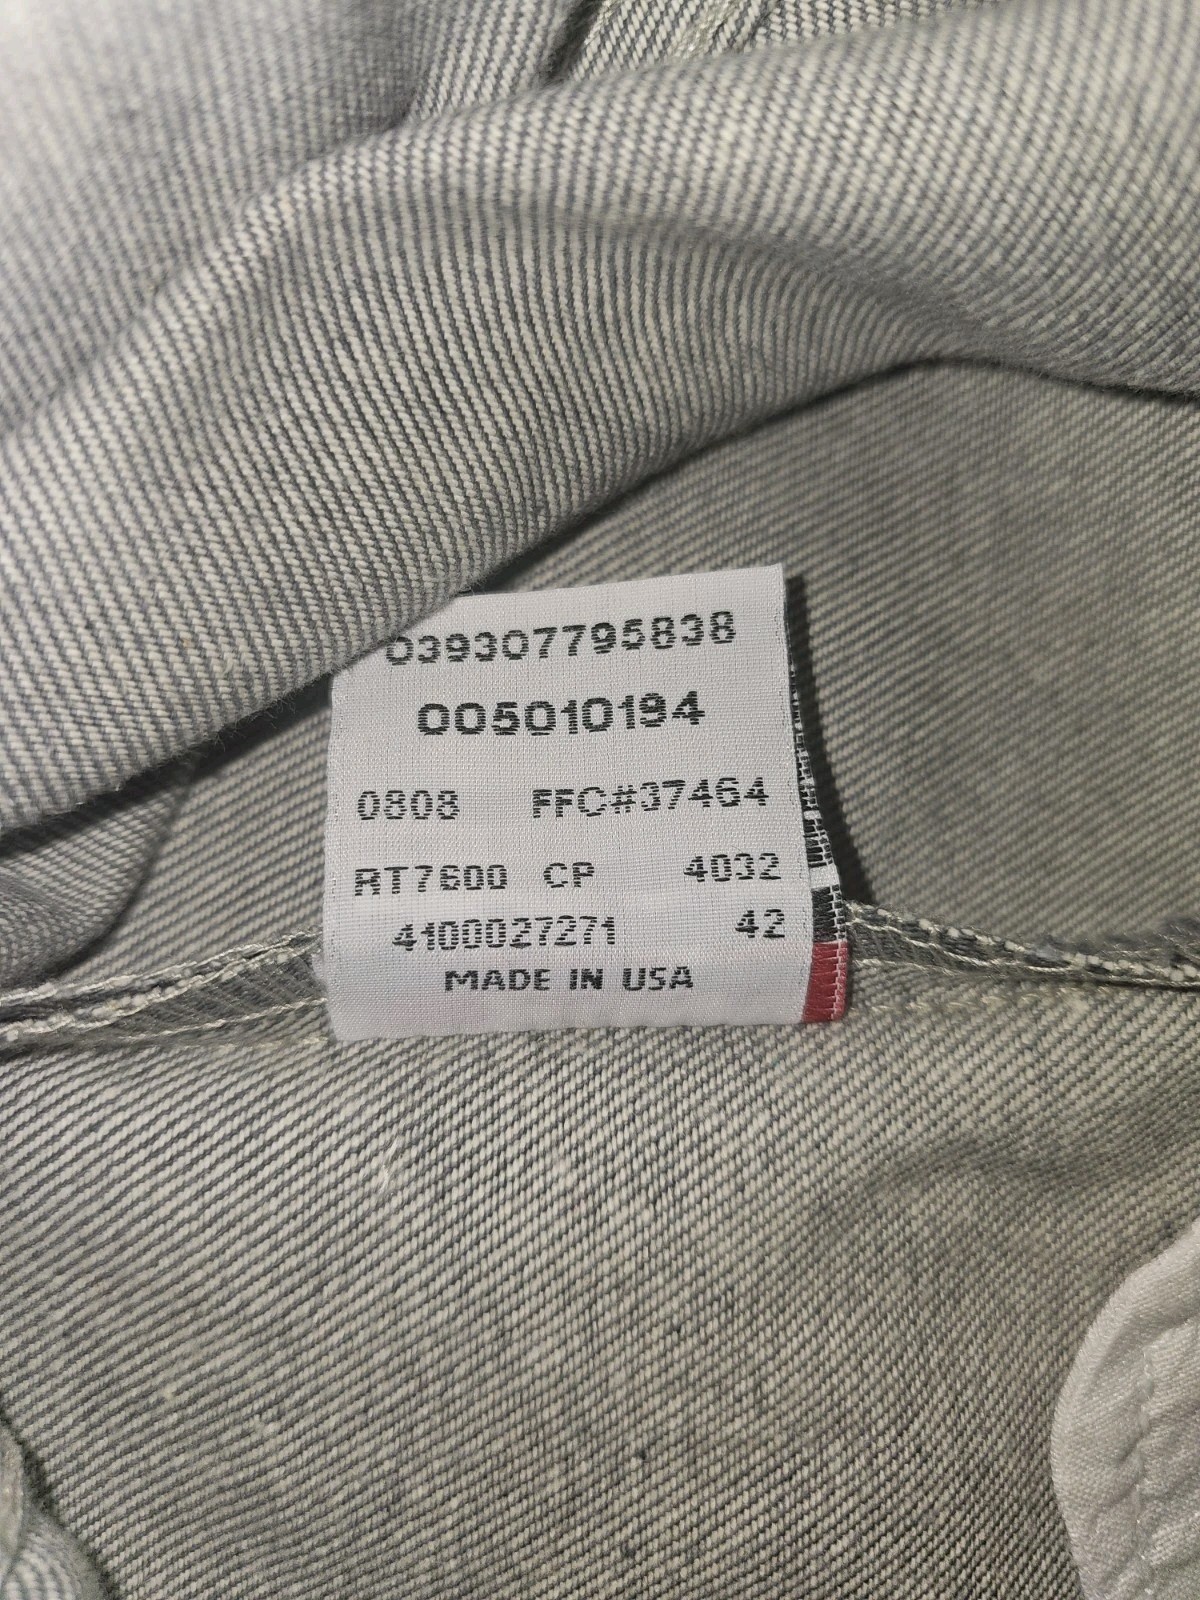 039307795838
005010194
0808 FFC#37464
RT7600 CP 4032
4100027271 42
MADE IN USA